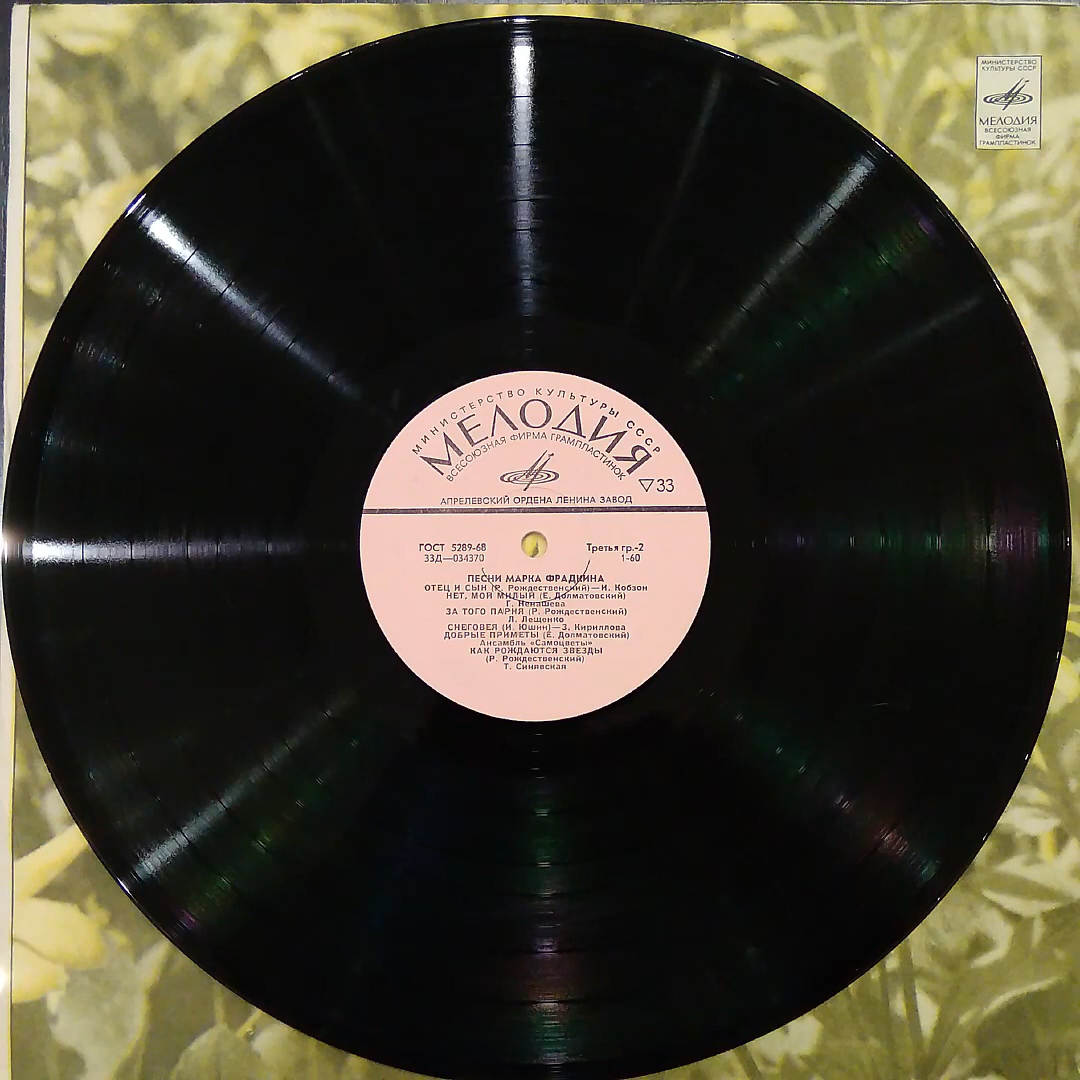 МИНИСТЕРСТВО
КУЛЬТУРЫ СССР
МЕЛОДИЯ
ВСЕСОЮЗНАЯ
ФИРМА
ГРАМПЛАСТИНОК
МИНИСТЕРСТВО КУЛЬТУРЫ СССР
МЕЛОДИЯ
ВСЕСОЮЗНАЯ ФИРМА ГРАМПЛАСТИНОК
33
АПРЕЛЕВСКИЙ ОРДЕНА ЛЕНИНА ЗАВОД
ГОСТ 5289-68 Третья гр.-2
33Д—034370 1-60
ПЕСНИ МАРКА ФРАДКИНА
ОТЕЦ И СЫН (Р. Рождественский)—И. Кобзон
НЕТ, МОЙ МИЛЫЙ (Е. Долматовский)
Г. Ненашева
ЗА ТОГО ПАРНЯ (Р. Рождественский)
Л. Лещенко
СНЕГОВЕЯ (И. Юшин)—З. Кириллова
ДОБРЫЕ ПРИМЕТЫ (Е. Долматовский)
Ансамбль «Самоцветы»
КАК РОЖДАЮТСЯ ЗВЕЗДЫ
(Р. Рождественский)
Т. Синявская